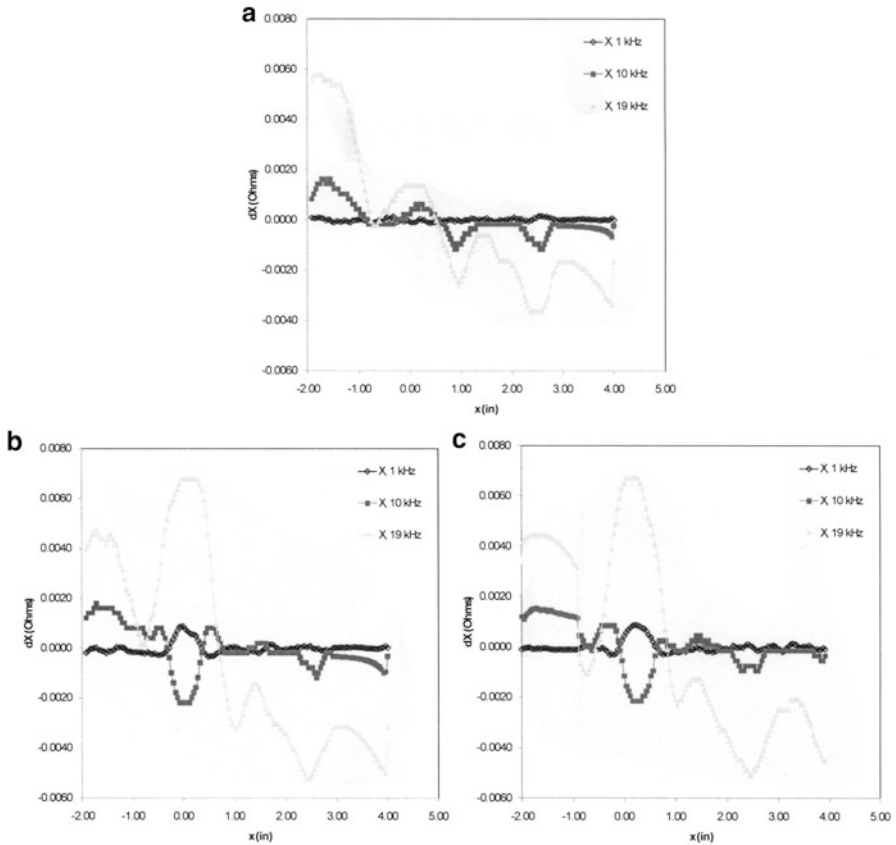 a
X, 1 kHz
X, 10 kHz
X, 19 kHz
0.0080
0.0060
0.0040
0.0020
0.0000
-0.0020
-0.0040
-0.0060
dX (Ohms)
-2.00 -1.00 0.00 1.00 2.00 3.00 4.00 5.00
x (in)
b
X, 1 kHz
X, 10 kHz
X, 19 kHz
0.0080
0.0060
0.0040
0.0020
0.0000
-0.0020
-0.0040
-0.0060
dX (Ohms)
-2.00 -1.00 0.00 1.00 2.00 3.00 4.00 5.00
x (in)
c
X, 1 kHz
X, 10 kHz
X, 19 kHz
0.0080
0.0060
0.0040
0.0020
0.0000
-0.0020
-0.0040
-0.0060
dX (Ohms)
-2.00 -1.00 0.00 1.00 2.00 3.00 4.00 5.00
x (in)